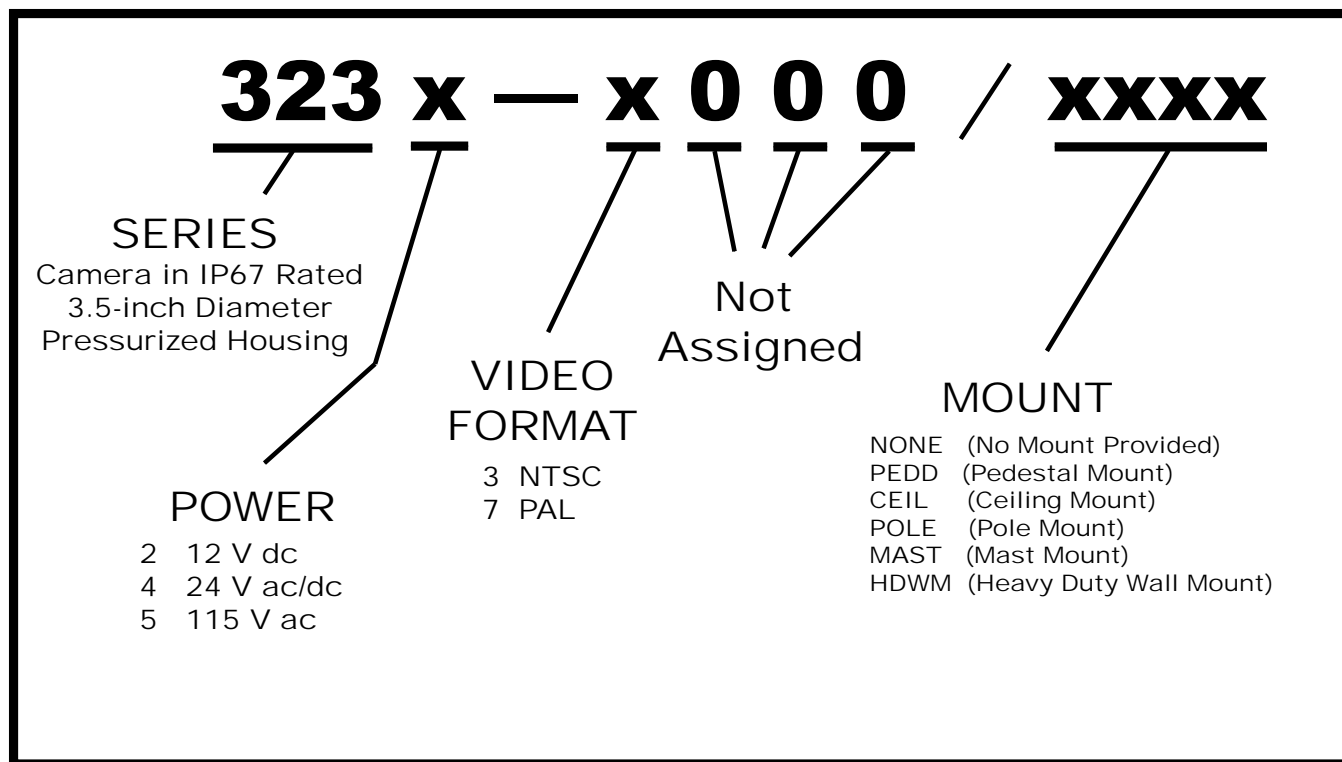 323 x — x 0 0 0 / xxxx
SERIES
Camera in IP67 Rated
3.5-inch Diameter
Pressurized Housing
POWER
2 12 V dc
4 24 V ac/dc
5 115 V ac
VIDEO
FORMAT
3 NTSC
7 PAL
Not
Assigned
MOUNT
NONE (No Mount Provided)
PEDD (Pedestal Mount)
CEIL (Ceiling Mount)
POLE (Pole Mount)
MAST (Mast Mount)
HDWM (Heavy Duty Wall Mount)